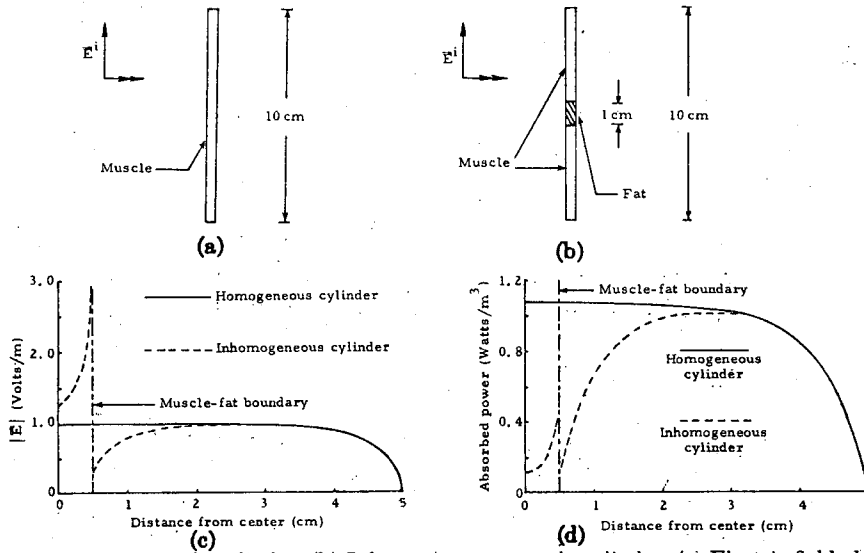 E^i
10 cm
Muscle
(a)
E^i
Muscle
1 cm
10 cm
Fat
(b)
3.0
2.0
1.0
0
|E| (Volts/m)
Homogeneous cylinder
Inhomogeneous cylinder
Muscle-fat boundary
0 1 2 3 4 5
Distance from center (cm)
(c)
1.2
0.8
0.4
0
Absorbed power (Watts/m³)
Muscle-fat boundary
Homogeneous
cylinder
Inhomogeneous
cylinder
0 1 2 3 4
Distance from center (cm)
(d)